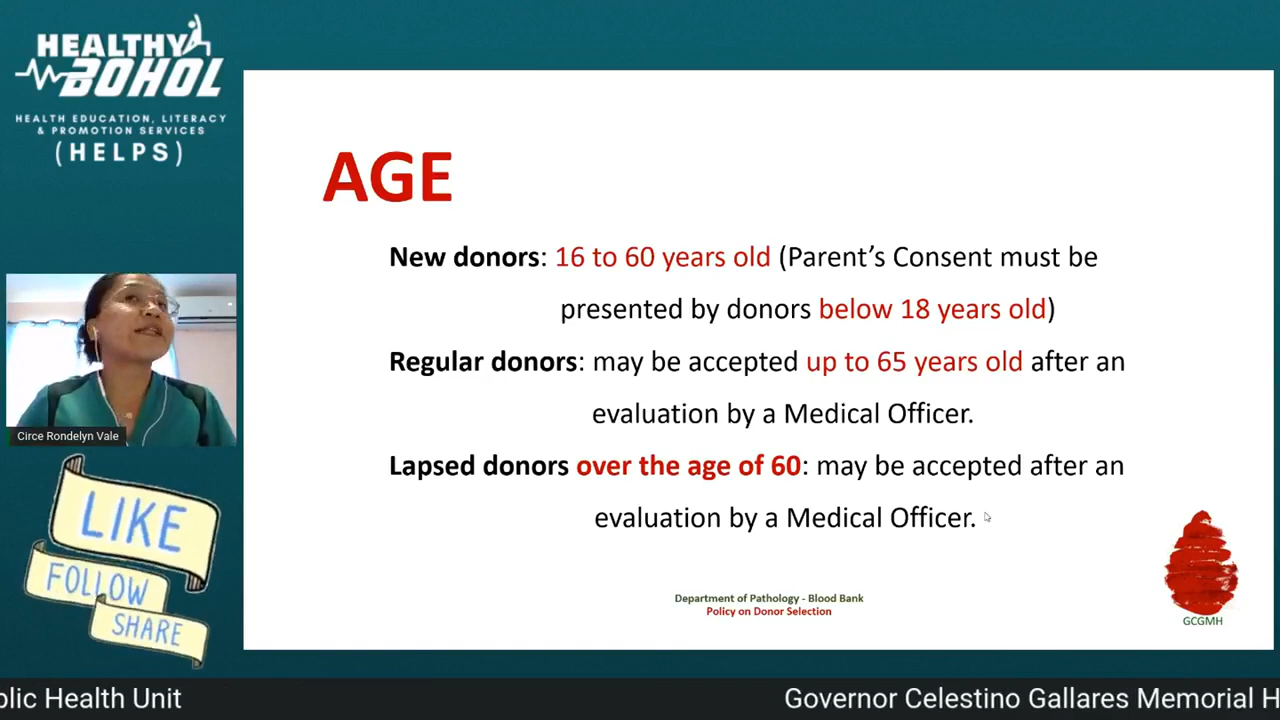 HEALTHY
BOHOL
HEALTH EDUCATION, LITERACY
& PROMOTION SERVICES
(HELPS)
AGE
New donors: 16 to 60 years old (Parent’s Consent must be
presented by donors below 18 years old)
Regular donors: may be accepted up to 65 years old after an
evaluation by a Medical Officer.
Lapsed donors over the age of 60: may be accepted after an
evaluation by a Medical Officer.
Department of Pathology - Blood Bank
Policy on Donor Selection
GCGMH
Circe Rondelyn Vale
LIKE
FOLLOW
SHARE
blic Health Unit
Governor Celestino Gallares Memorial H